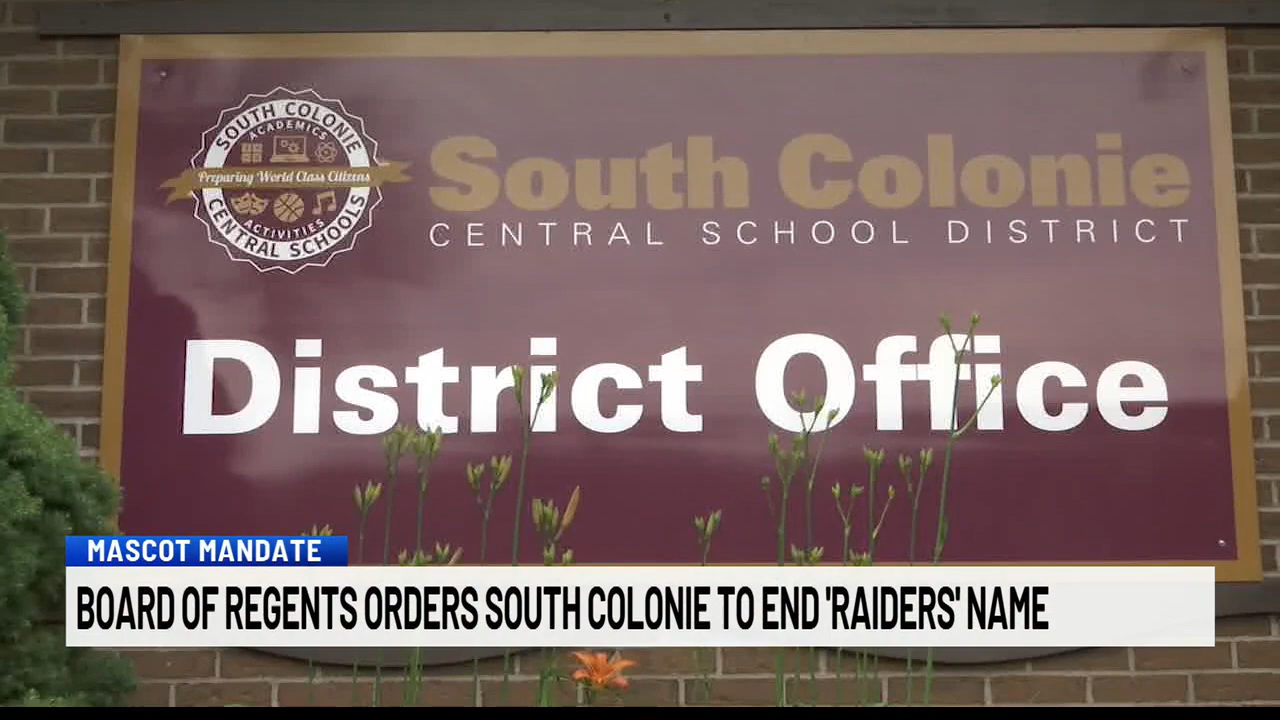 SOUTH COLONIE
ACADEMICS
Preparing World Class Citizens
ACTIVITIES
CENTRAL SCHOOLS
South Colonie
CENTRAL SCHOOL DISTRICT
District Office
MASCOT MANDATE
BOARD OF REGENTS ORDERS SOUTH COLONIE TO END 'RAIDERS' NAME